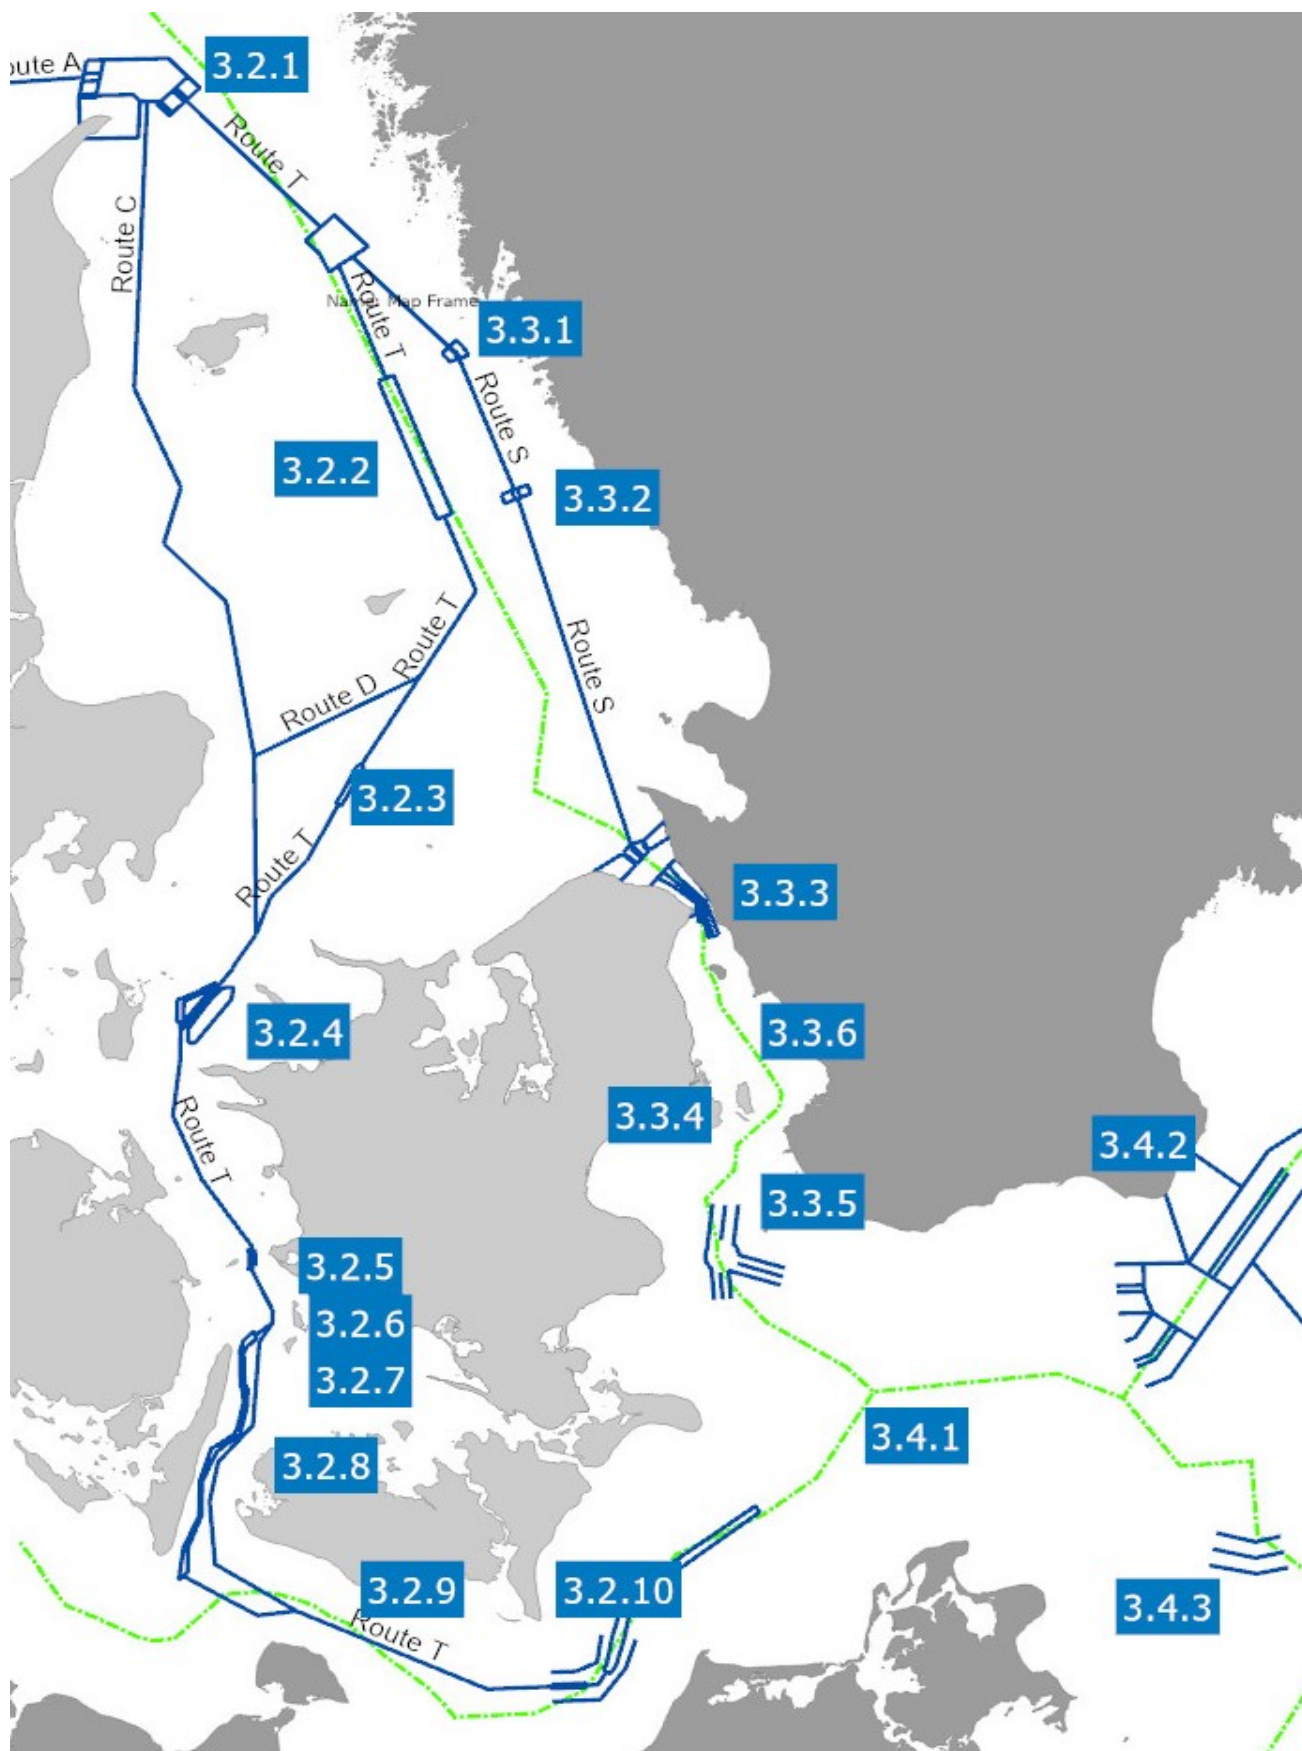 oute A
3.2.1
Route T
Route C
Route T
Name: Map Frame
3.3.1
Route S
3.2.2
3.3.2
Route T
Route S
Route D
3.2.3
Route T
3.3.3
3.2.4
3.3.6
3.3.4
Route T
3.4.2
3.3.5
3.2.5
3.2.6
3.2.7
3.4.1
3.2.8
3.2.9
3.2.10
3.4.3
Route T